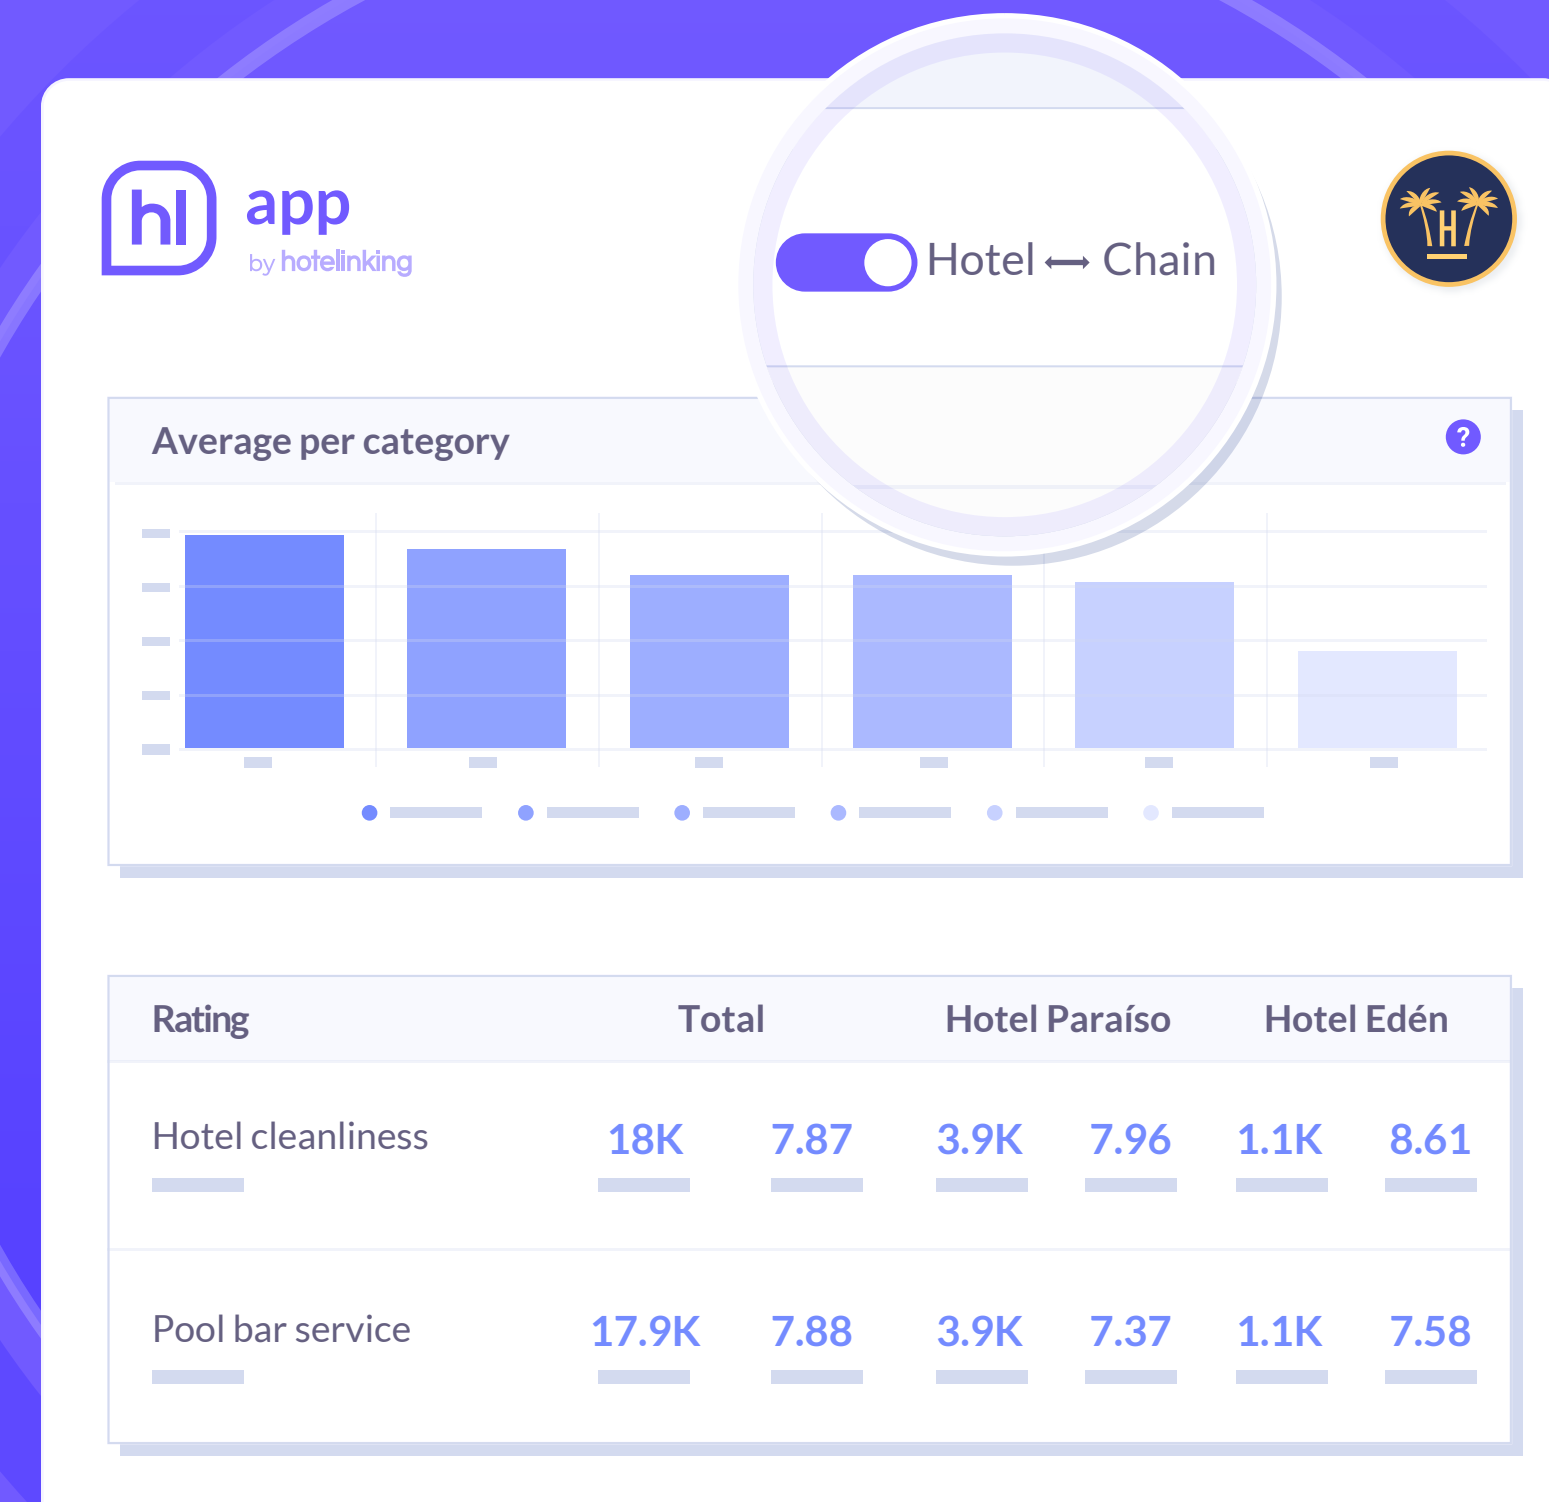 hl
app
by hotelinking
Hotel ↔ Chain
H
Average per category
?
Rating Total Hotel Paraíso Hotel Edén
Hotel cleanliness 18K 7.87 3.9K 7.96 1.1K 8.61
Pool bar service 17.9K 7.88 3.9K 7.37 1.1K 7.58